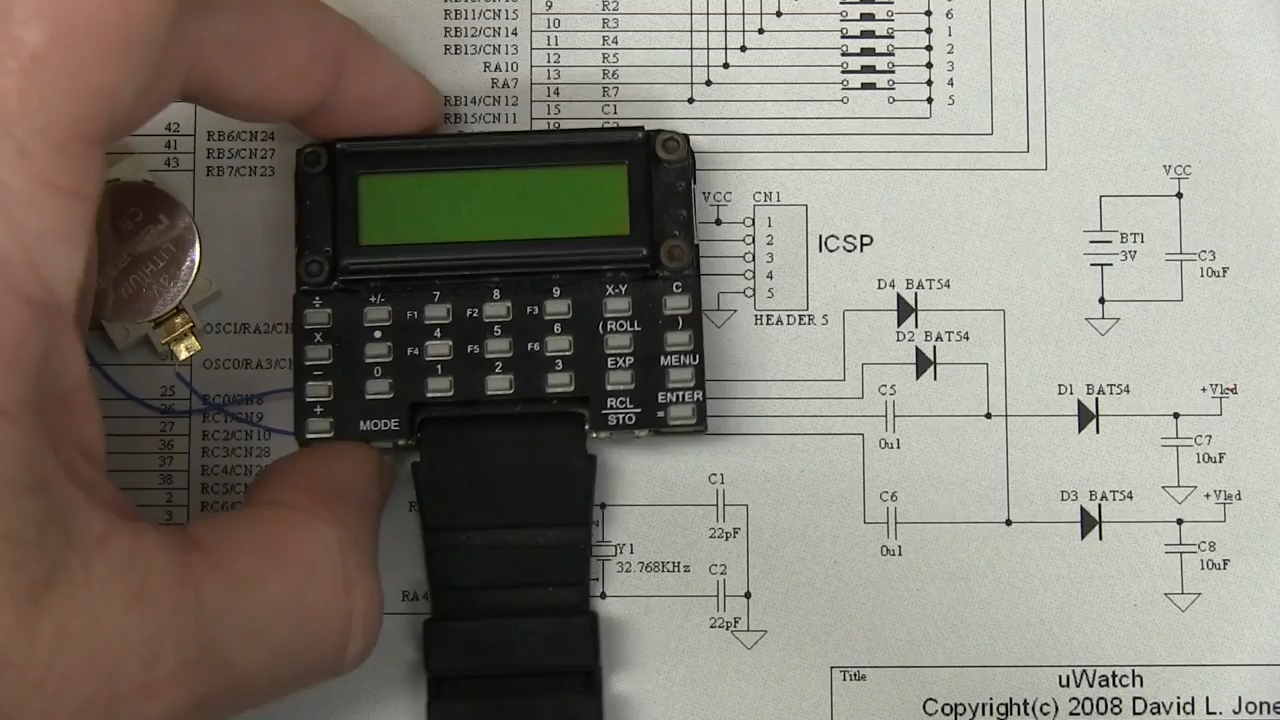 RB11/CN15
RB12/CN14
RB13/CN13
RA10
RA7
RB14/CN12
RB15/CN11
9 R2
10 R3
11 R4
12 R5
13 R6
14 R7
15 C1
6
1
2
3
4
5
42 RB6/CN24
41 RB5/CN27
43 RB7/CN23
OSCI/RA2/CN
OSC0/RA3/C
25 RC0/CN8
26 RC1/CN9
27 RC2/CN10
36 RC3/CN28
37
38
2
3
LITHIUM
VCC
CN1
1
2
3
4
5
ICSP
HEADER 5
VCC
BT1
3V
C3
10uF
D4 BAT54
D2 BAT54
C5
0u1
D1 BAT54
+Vled
C7
10uF
C6
0u1
D3 BAT54
+Vled
C8
10uF
÷ +/- 7 8 9 X-Y C
F1 F2 F3 (ROLL )
X • 4 5 6
F4 F5 F6 EXP MENU
− 0 1 2 3
+ MODE RCL
STO
ENTER
=
C1
22pF
Y1
32.768KHz
C2
22pF
RA4
Title
uWatch
Copyright(c) 2008 David L. Jone